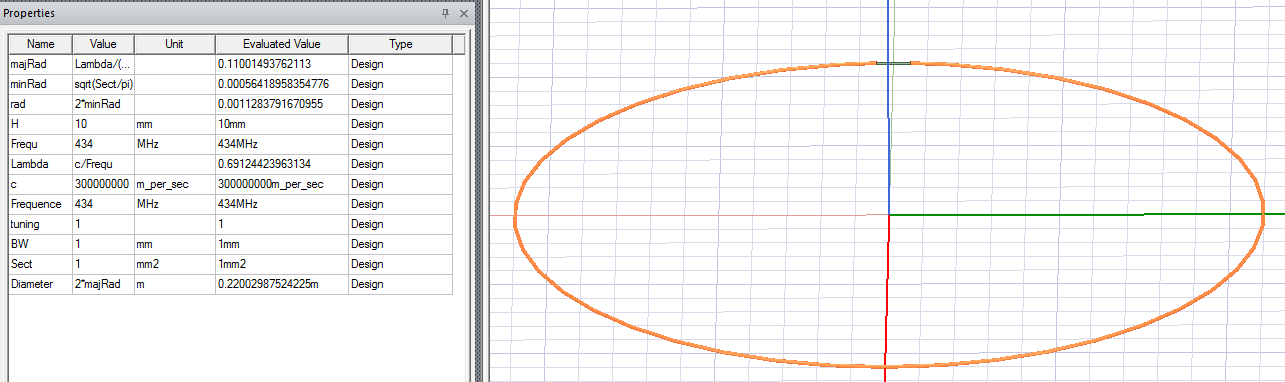 Properties
Name Value Unit Evaluated Value Type
majRad Lambda/(... 0.11001493762113 Design
minRad sqrt(Sect/pi) 0.00056418958354776 Design
rad 2*minRad 0.0011283791670955 Design
H 10 mm 10mm Design
Frequ 434 MHz 434MHz Design
Lambda c/Frequ 0.69124423963134 Design
c 300000000 m_per_sec 300000000m_per_sec Design
Frequence 434 MHz 434MHz Design
tuning 1 1 Design
BW 1 mm 1mm Design
Sect 1 mm2 1mm2 Design
Diameter 2*majRad m 0.22002987524225m Design